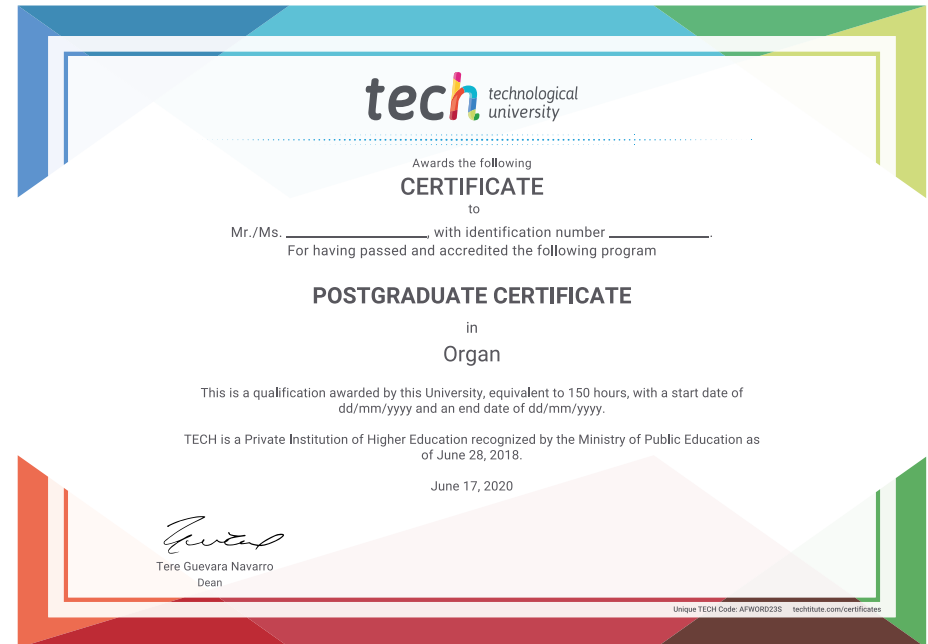 tech technological
university
Awards the following
CERTIFICATE
to
Mr./Ms. ____________, with identification number ____________.
For having passed and accredited the following program
POSTGRADUATE CERTIFICATE
in
Organ
This is a qualification awarded by this University, equivalent to 150 hours, with a start date of
dd/mm/yyyy and an end date of dd/mm/yyyy.
TECH is a Private Institution of Higher Education recognized by the Ministry of Public Education as
of June 28, 2018.
June 17, 2020
Tere Guevara Navarro
Dean
Unique TECH Code: AFWORD23S techtitute.com/certificates